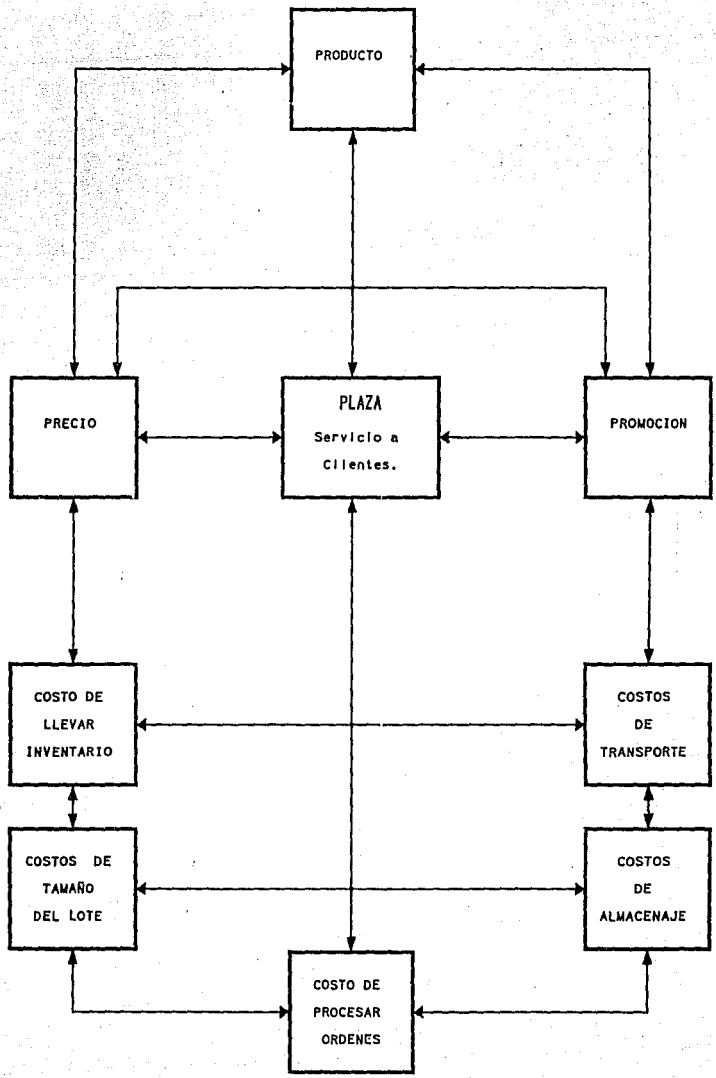 PRODUCTO
PRECIO
PLAZA
Servicio a
Clientes.
PROMOCION
COSTO DE
LLEVAR
INVENTARIO
COSTOS
DE
TRANSPORTE
COSTOS DE
TAMAÑO
DEL LOTE
COSTOS
DE
ALMACENAJE
COSTO DE
PROCESAR
ORDENES